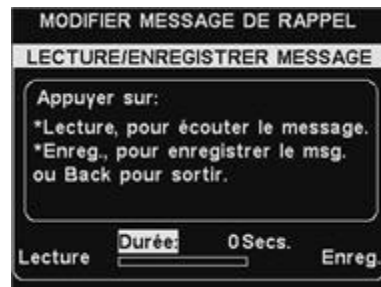 MODIFIER MESSAGE DE RAPPEL
LECTURE/ENREGISTRER MESSAGE
Appuyer sur:
*Lecture, pour écouter le message.
*Enreg., pour enregistrer le msg.
ou Back pour sortir.
Durée: 0 Secs.
Lecture Enreg.